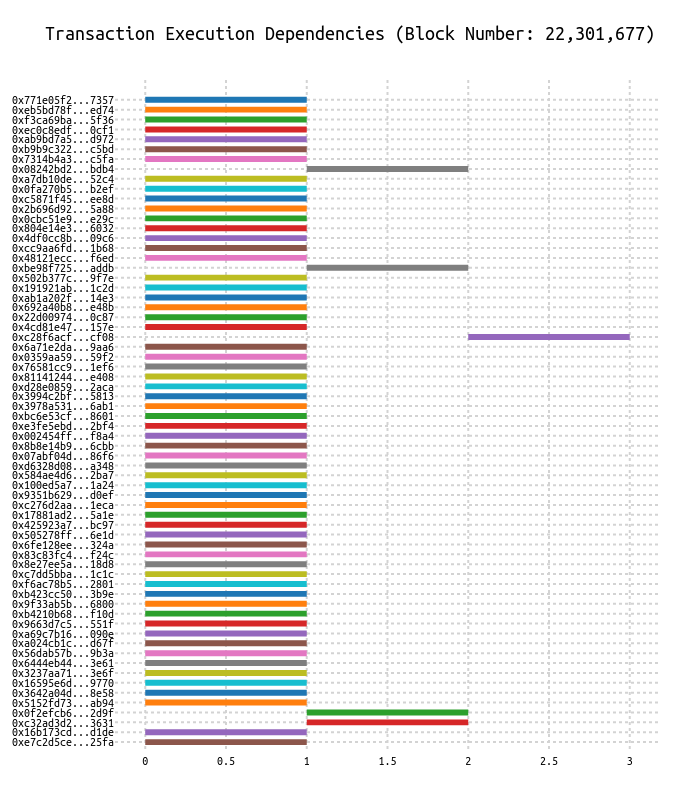 Transaction Execution Dependencies (Block Number: 22,301,677)
0x771e05f2...7357
0xeb5bd78f...ed74
0xf3ca69ba...5f36
0xec0c8edf...0cf1
0xab9bd7a5...d972
0xb9b9c322...c5bd
0x7314b4a3...c5fa
0x08242bd2...bdb4
0xa7db10de...52c4
0x0fa270b5...b2ef
0xc5871f45...ee8d
0x2b696d92...5a88
0x0cbc51e9...e29c
0x804e14e3...6032
0x4df0cc8b...09c6
0xcc9aa6fd...1b68
0x48121ecc...f6ed
0xbe98f725...addb
0x502b377c...9f7e
0x191921ab...1c2d
0xab1a202f...14e3
0x692a40b8...e48b
0x22d00974...0c87
0x4cd81e47...157e
0xc28f6acf...cf08
0x6a71e2da...9aa6
0x0359aa59...59f2
0x76581cc9...1ef6
0x81141244...e408
0xd28e0859...2aca
0x3994c2bf...5813
0x3978a531...6ab1
0xbc6e53cf...8601
0xe3fe5ebd...2bf4
0x002454ff...f8a4
0x8b8e14b9...6cbb
0x07abf04d...86f6
0xd6328d08...a348
0x584ae4d6...2ba7
0x100ed5a7...1a24
0x9351b629...d0ef
0xc276d2aa...1eca
0x17881ad2...5a1e
0x425923a7...bc97
0x505278ff...6e1d
0x6fe128ee...324a
0x83c83fc4...f24c
0x8e27ee5a...18d8
0xc7dd5bba...1c1c
0xf6ac78b5...2801
0xb423cc50...3b9e
0x9f33ab5b...6800
0xb4210b68...f10d
0x9663d7c5...551f
0xa69c7b16...090e
0xa024cb1c...d67f
0x56dab57b...9b3a
0x6444eb44...3e61
0x3237aa71...3e6f
0x16595e6d...9770
0x3642a04d...8e58
0x5152fd73...ab94
0x0f2efcb6...2d9f
0xc32ad3d2...3631
0x16b173cd...d1de
0xe7c2d5ce...25fa
0 0.5 1 1.5 2 2.5 3